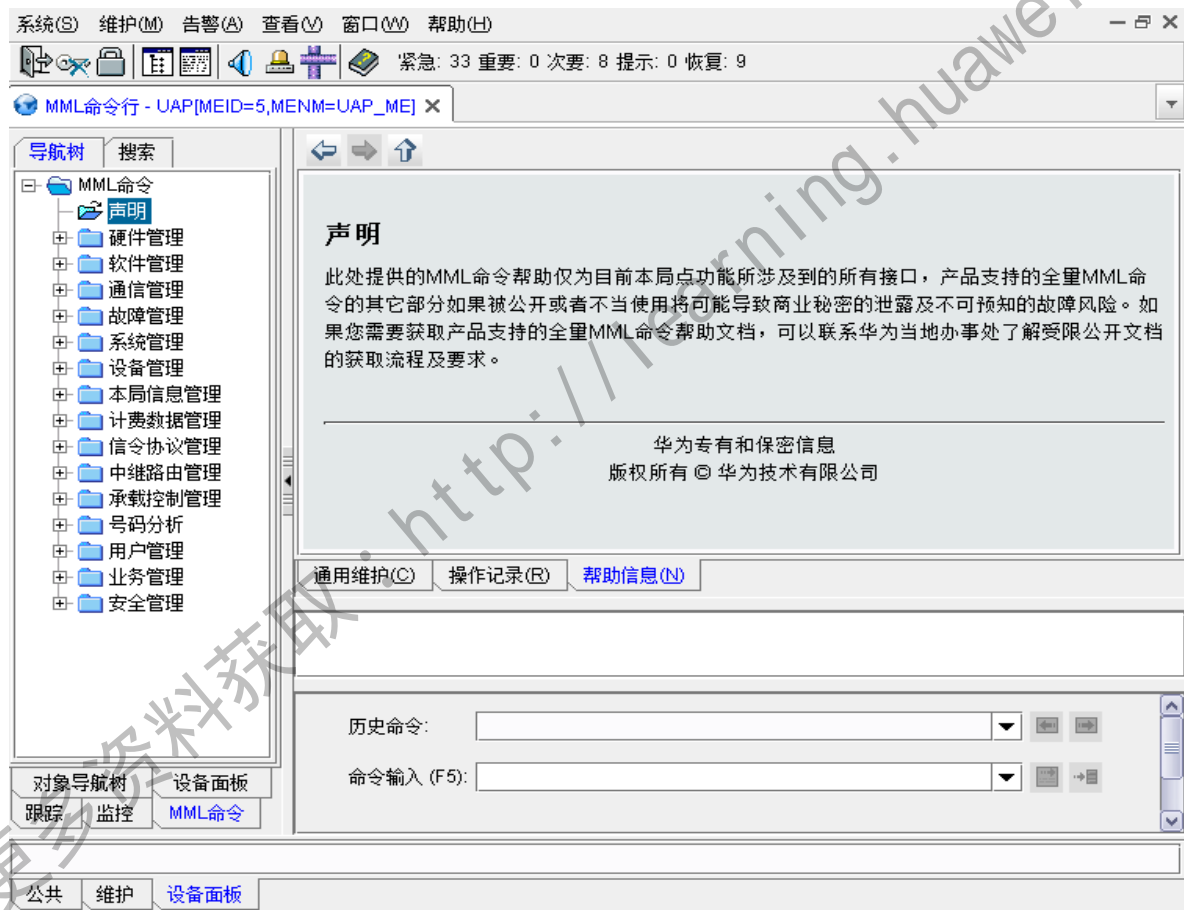 系统(S) 维护(M) 告警(A) 查看(V) 窗口(W) 帮助(H)
紧急: 33 重要: 0 次要: 8 提示: 0 恢复: 9
MML命令行 - UAP[MEID=5,MENM=UAP_ME]
导航树 搜索
MML命令
声明
硬件管理
软件管理
通信管理
故障管理
系统管理
设备管理
本局信息管理
计费数据管理
信令协议管理
中继路由管理
承载控制管理
号码分析
用户管理
业务管理
安全管理
声明
此处提供的MML命令帮助仅为目前本局点功能所涉及到的所有接口，产品支持的全量MML命
令的其它部分如果被公开或者不当使用将可能导致商业秘密的泄露及不可预知的故障风险。如
果您需要获取产品支持的全量MML命令帮助文档，可以联系华为当地办事处了解受限公开文档
的获取流程及要求。
华为专有和保密信息
版权所有 © 华为技术有限公司
通用维护(C) 操作记录(R) 帮助信息(N)
历史命令:
命令输入 (F5):
对象导航树 设备面板
跟踪 监控 MML命令
公共 维护 设备面板
更多资料获取：http://learning.huawe